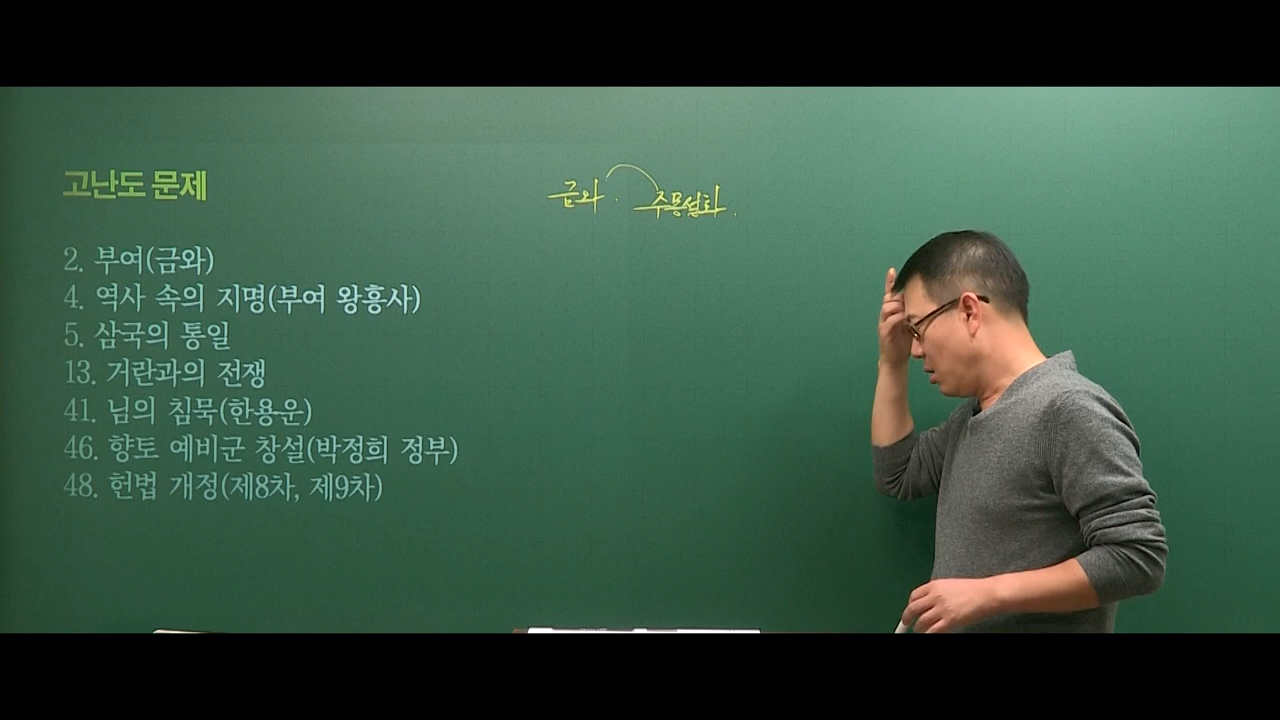 고난도 문제
금와. 주몽설화.
2. 부여(금와)
4. 역사 속의 지명(부여 왕흥사)
5. 삼국의 통일
13. 거란과의 전쟁
41. 님의 침묵(한용운)
46. 향토 예비군 창설(박정희 정부)
48. 헌법 개정(제8차, 제9차)